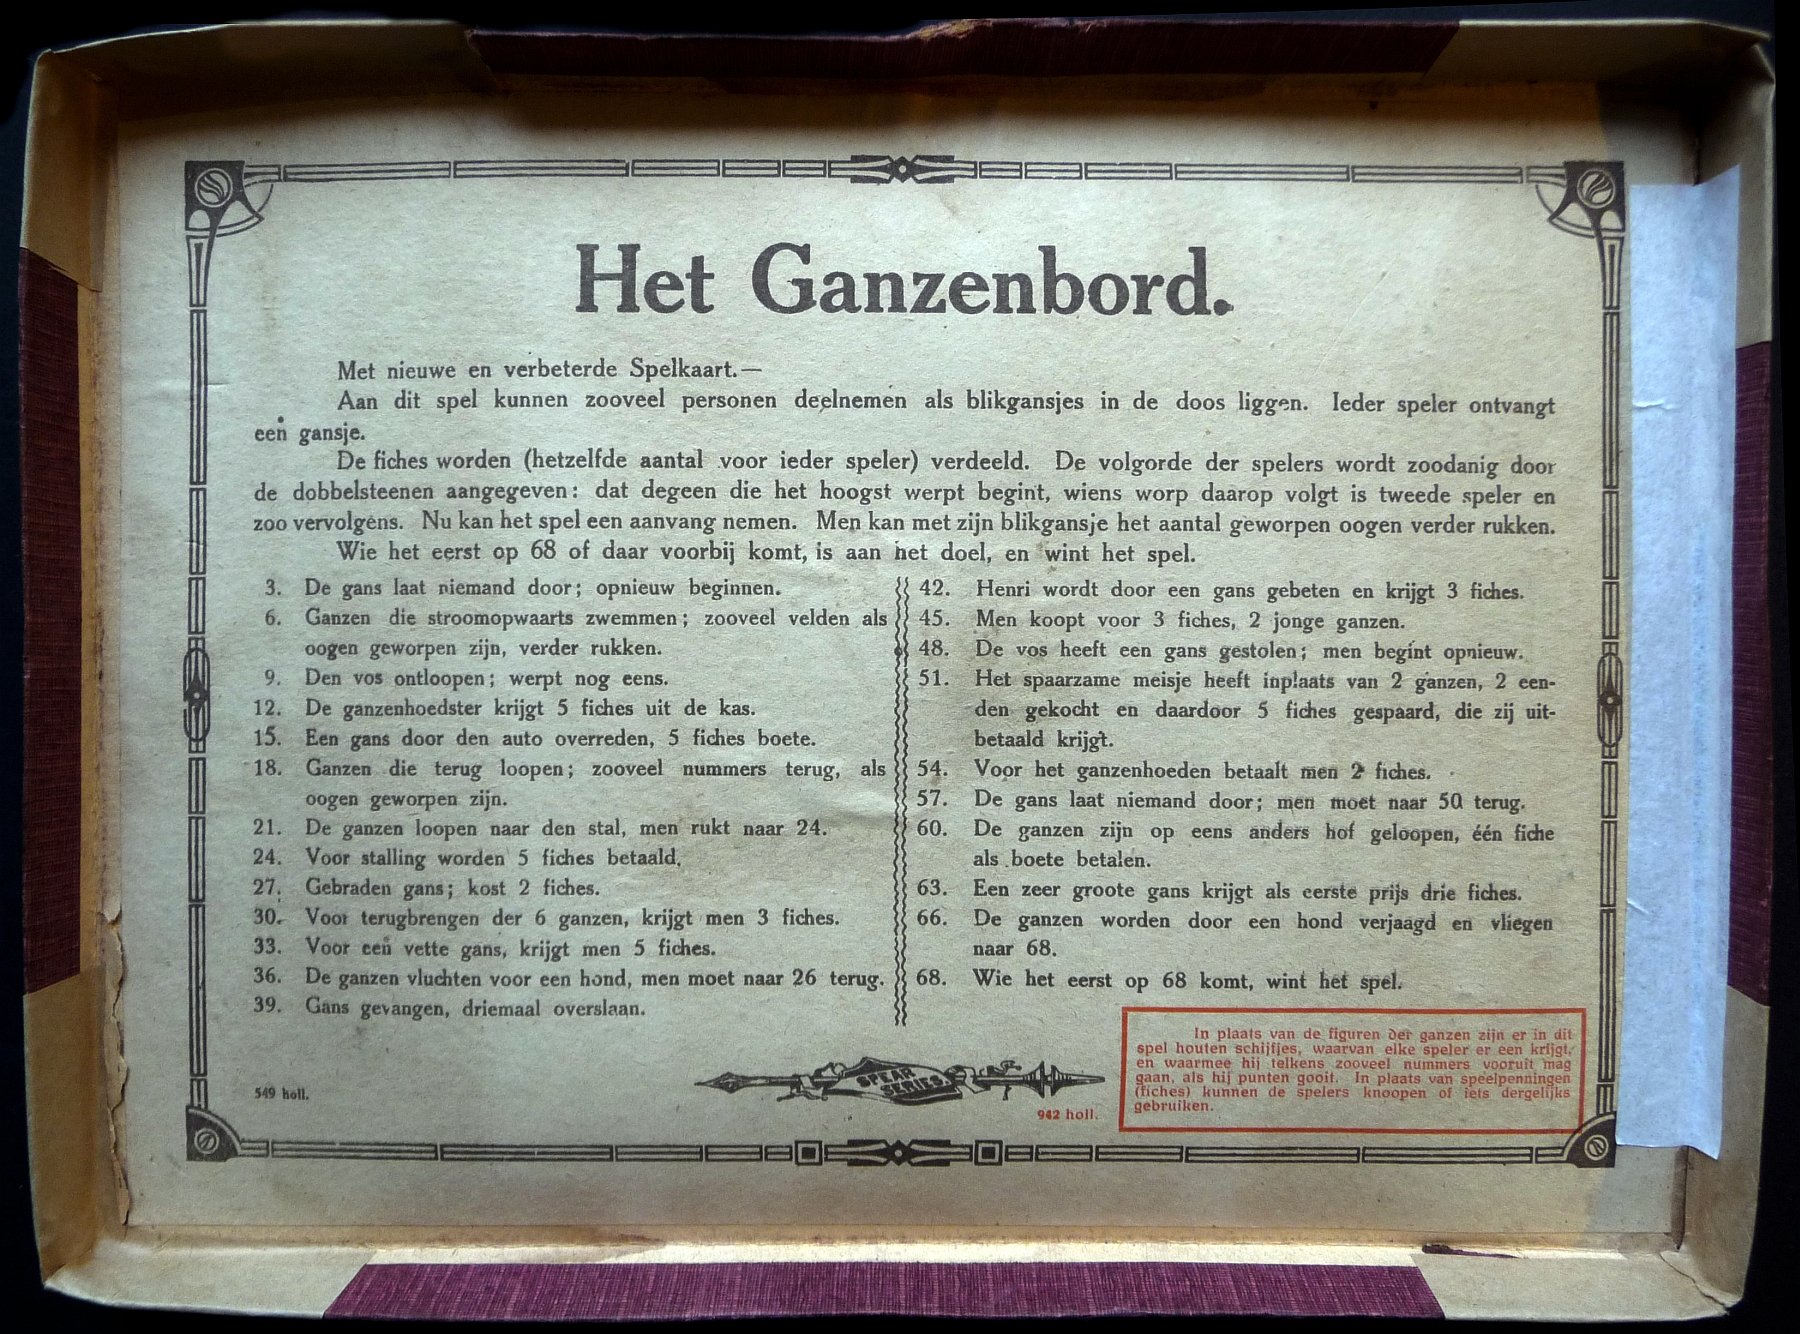 Het Ganzenbord.
Met nieuwe en verbeterde Spelkaart.—
Aan dit spel kunnen zooveel personen deelnemen als blikgansjes in de doos liggen. Ieder speler ontvangt
een gansje.
De fiches worden (hetzelfde aantal voor ieder speler) verdeeld. De volgorde der spelers wordt zoodanig door
de dobbelsteenen aangegeven: dat degeen die het hoogst werpt begint, wiens worp daarop volgt is tweede speler en
zoo vervolgens. Nu kan het spel een aanvang nemen. Men kan met zijn blikgansje het aantal geworpen oogen verder rukken.
Wie het eerst op 68 of daar voorbij komt, is aan het doel, en wint het spel.
3. De gans laat niemand door; opnieuw beginnen.
6. Ganzen die stroomopwaarts zwemmen; zooveel velden als
oogen geworpen zijn, verder rukken.
9. Den vos ontloopen; werpt nog eens.
12. De ganzenhoedster krijgt 5 fiches uit de kas.
15. Een gans door den auto overreden, 5 fiches boete.
18. Ganzen die terug loopen; zooveel nummers terug, als
oogen geworpen zijn.
21. De ganzen loopen naar den stal, men rukt naar 24.
24. Voor stalling worden 5 fiches betaald.
27. Gebraden gans; kost 2 fiches.
30. Voor terugbrengen der 6 ganzen, krijgt men 3 fiches.
33. Voor een vette gans, krijgt men 5 fiches.
36. De ganzen vluchten voor een hond, men moet naar 26 terug.
39. Gans gevangen, driemaal overslaan.
42. Henri wordt door een gans gebeten en krijgt 3 fiches.
45. Men koopt voor 3 fiches, 2 jonge ganzen.
48. De vos heeft een gans gestolen; men begint opnieuw.
51. Het spaarzame meisje heeft inplaats van 2 ganzen, 2 een-
den gekocht en daardoor 5 fiches gespaard, die zij uit-
betaald krijgt.
54. Voor het ganzenhoeden betaalt men 2 fiches.
57. De gans laat niemand door; men moet naar 50 terug.
60. De ganzen zijn op eens anders hof geloopen, één fiche
als boete betalen.
63. Een zeer groote gans krijgt als eerste prijs drie fiches.
66. De ganzen worden door een hond verjaagd en vliegen
naar 68.
68. Wie het eerst op 68 komt, wint het spel.
In plaats van de figuren der ganzen zijn er in dit
spel houten schijfjes, waarvan elke speler er een krijgt,
en waarmee hij telkens zooveel nummers vooruit mag
gaan, als hij punten gooit. In plaats van speelpenningen
(fiches) kunnen de spelers knoopen of iets dergelijks
gebruiken.
549 holl.
SPEAR
SERIES.
942 holl.